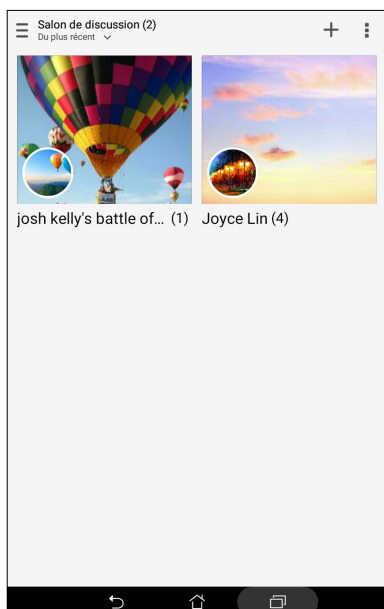 Salon de discussion (2)
Du plus récent
josh kelly's battle of... (1)
Joyce Lin (4)